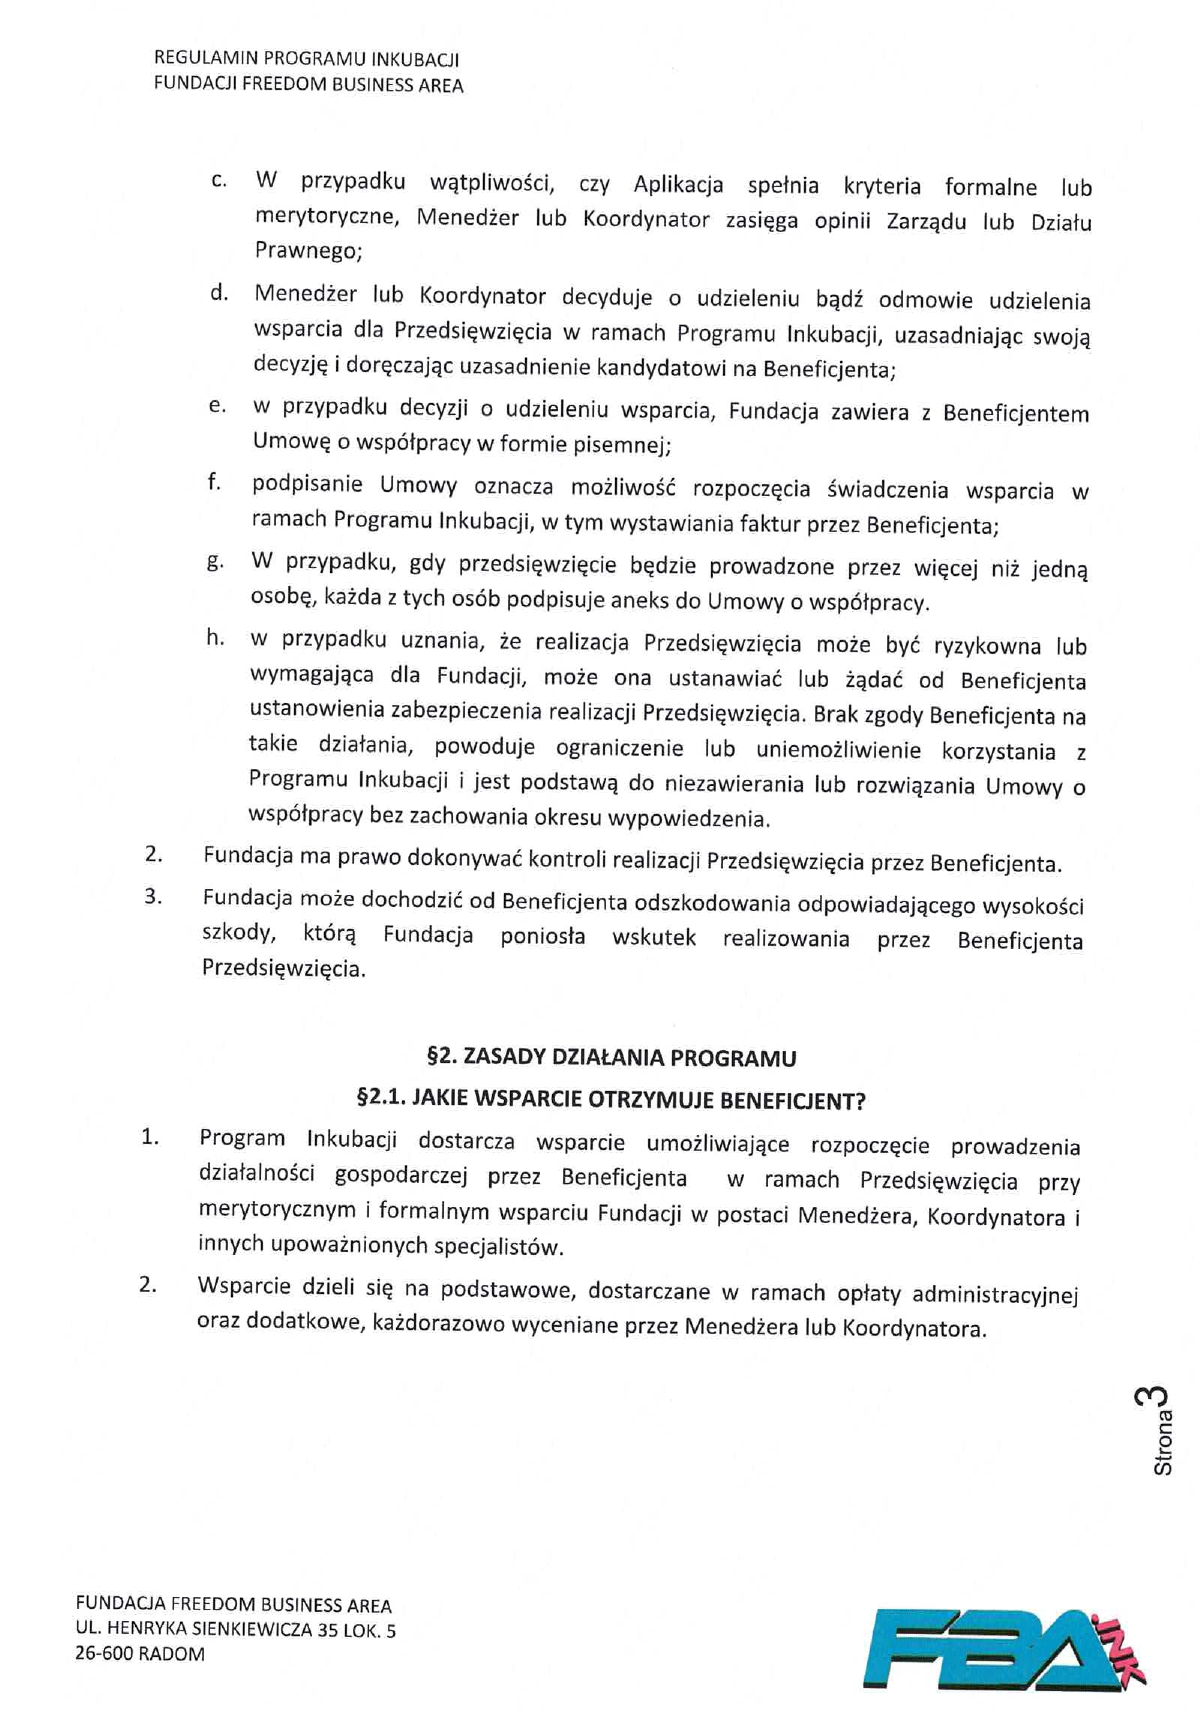 REGULAMIN PROGRAMU INKUBACJI
FUNDACJI FREEDOM BUSINESS AREA
c. W przypadku wątpliwości, czy Aplikacja spełnia kryteria formalne lub
merytoryczne, Menedżer lub Koordynator zasięga opinii Zarządu lub Działu
Prawnego;
d. Menedżer lub Koordynator decyduje o udzieleniu bądź odmowie udzielenia
wsparcia dla Przedsięwzięcia w ramach Programu Inkubacji, uzasadniając swoją
decyzję i doręczając uzasadnienie kandydatowi na Beneficjenta;
e. w przypadku decyzji o udzieleniu wsparcia, Fundacja zawiera z Beneficjentem
Umowę o współpracy w formie pisemnej;
f. podpisanie Umowy oznacza możliwość rozpoczęcia świadczenia wsparcia w
ramach Programu Inkubacji, w tym wystawiania faktur przez Beneficjenta;
g. W przypadku, gdy przedsięwzięcie będzie prowadzone przez więcej niż jedną
osobę, każda z tych osób podpisuje aneks do Umowy o współpracy.
h. w przypadku uznania, że realizacja Przedsięwzięcia może być ryzykowna lub
wymagająca dla Fundacji, może ona ustanawiać lub żądać od Beneficjenta
ustanowienia zabezpieczenia realizacji Przedsięwzięcia. Brak zgody Beneficjenta na
takie działania, powoduje ograniczenie lub uniemożliwienie korzystania z
Programu Inkubacji i jest podstawą do niezawierania lub rozwiązania Umowy o
współpracy bez zachowania okresu wypowiedzenia.
2. Fundacja ma prawo dokonywać kontroli realizacji Przedsięwzięcia przez Beneficjenta.
3. Fundacja może dochodzić od Beneficjenta odszkodowania odpowiadającego wysokości
szkody, którą Fundacja poniosła wskutek realizowania przez Beneficjenta
Przedsięwzięcia.
§2. ZASADY DZIAŁANIA PROGRAMU
§2.1. JAKIE WSPARCIE OTRZYMUJE BENEFICJENT?
1. Program Inkubacji dostarcza wsparcie umożliwiające rozpoczęcie prowadzenia
działalności gospodarczej przez Beneficjenta w ramach Przedsięwzięcia przy
merytorycznym i formalnym wsparciu Fundacji w postaci Menedżera, Koordynatora i
innych upoważnionych specjalistów.
2. Wsparcie dzieli się na podstawowe, dostarczane w ramach opłaty administracyjnej
oraz dodatkowe, każdorazowo wyceniane przez Menedżera lub Koordynatora.
Strona 3
FUNDACJA FREEDOM BUSINESS AREA
UL. HENRYKA SIENKIEWICZA 35 LOK. 5
26-600 RADOM
FBA.INK